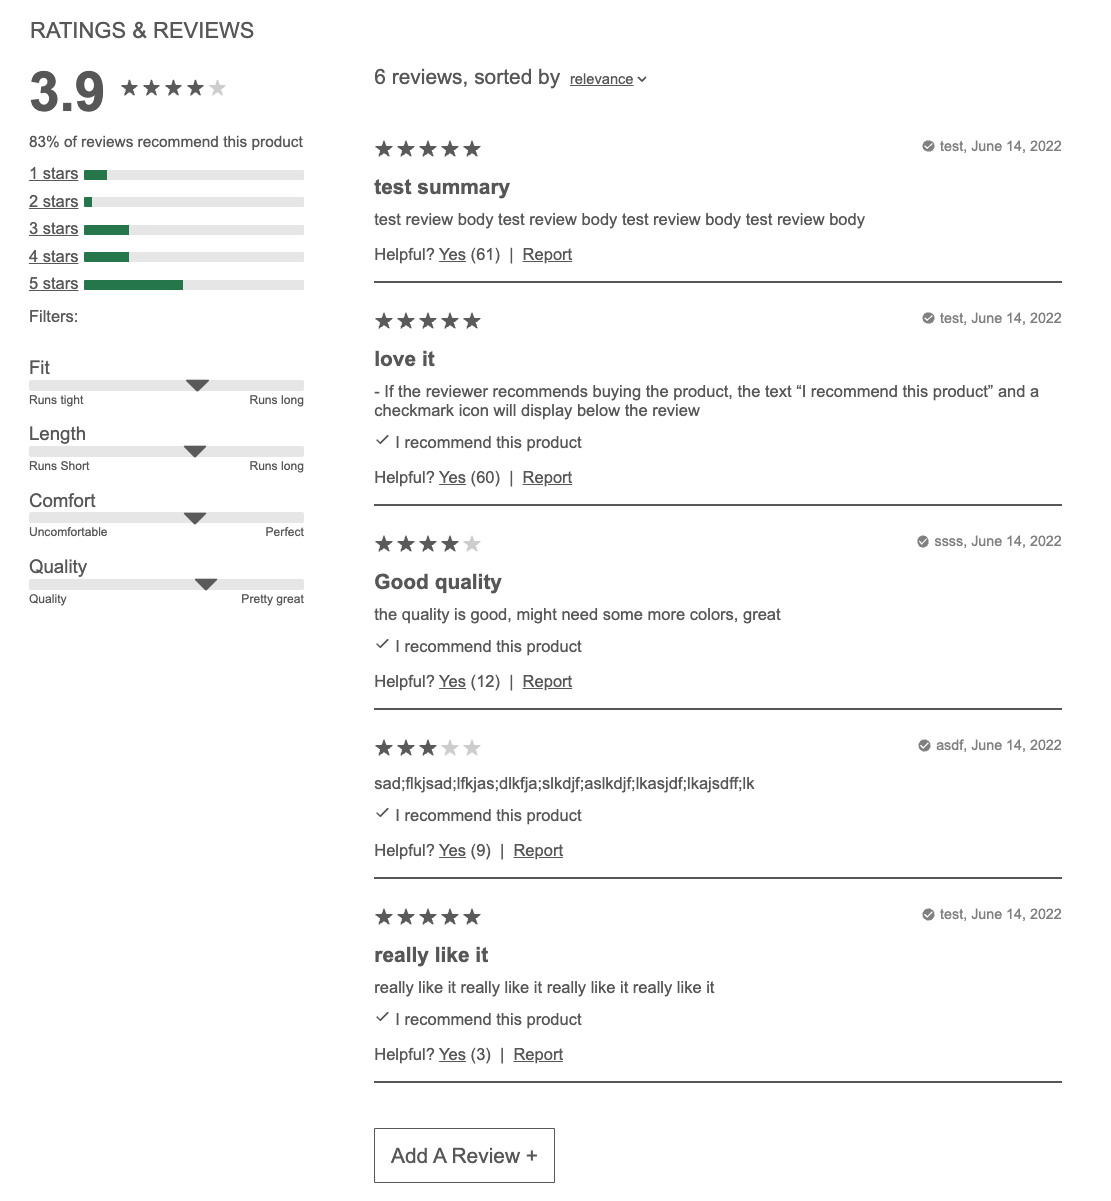 RATINGS & REVIEWS
3.9
83% of reviews recommend this product
1 stars
2 stars
3 stars
4 stars
5 stars
Filters:
Fit
Runs tight Runs long
Length
Runs Short Runs long
Comfort
Uncomfortable Perfect
Quality
Quality Pretty great
6 reviews, sorted by relevance
test, June 14, 2022
test summary
test review body test review body test review body test review body
Helpful? Yes (61) | Report
test, June 14, 2022
love it
- If the reviewer recommends buying the product, the text “I recommend this product” and a
checkmark icon will display below the review
I recommend this product
Helpful? Yes (60) | Report
ssss, June 14, 2022
Good quality
the quality is good, might need some more colors, great
I recommend this product
Helpful? Yes (12) | Report
asdf, June 14, 2022
sad;flkjsad;lfkjas;dlkfja;slkdjf;aslkdjf;lkasjdf;lkajsdff;lk
I recommend this product
Helpful? Yes (9) | Report
test, June 14, 2022
really like it
really like it really like it really like it really like it
I recommend this product
Helpful? Yes (3) | Report
Add A Review +